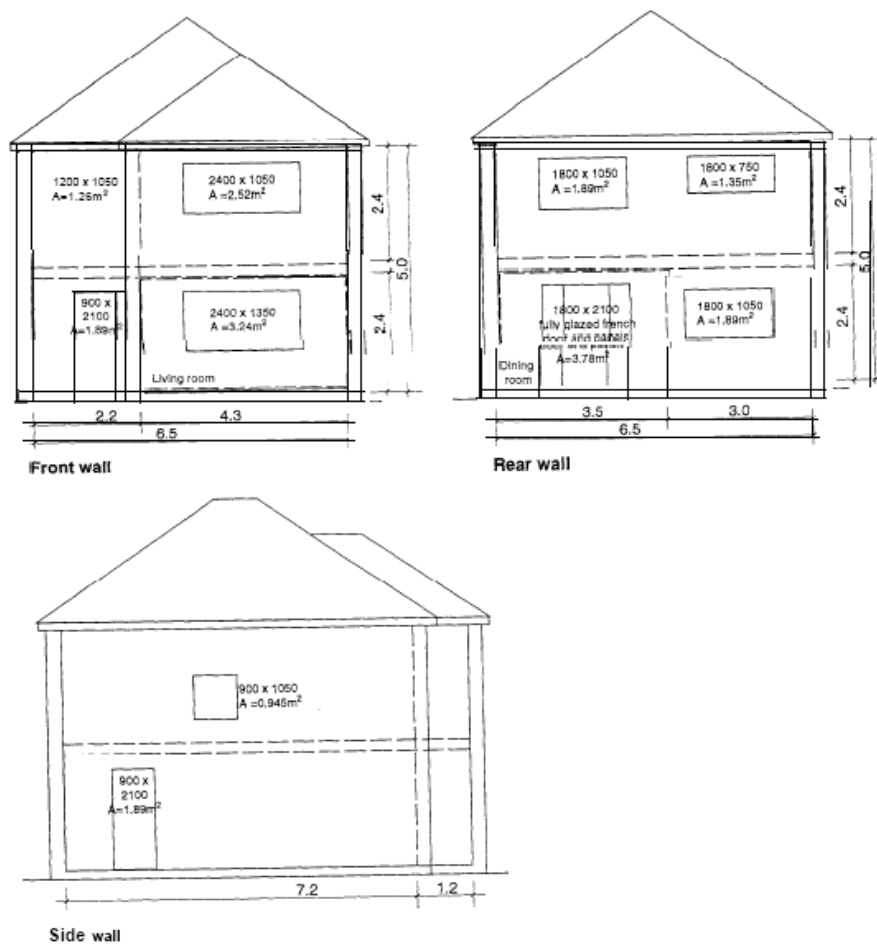 1200 x 1050
A=1.26m²
2400 x 1050
A =2.52m²
2.4
5.0
900 x
2100
A=1.89m²
2400 x 1350
A =3.24m²
2.4
Living room
2.2
4.3
6.5
Front wall
1800 x 1050
A =1.89m²
1800 x 750
A =1.35m²
2.4
5.0
1800 x 2100
fully glazed french
door and panels
A=3.78m²
1800 x 1050
A =1.89m²
2.4
Dining
room
3.5
3.0
6.5
Rear wall
900 x 1050
A =0.945m²
900 x
2100
A=1.89m²
7.2
1.2
Side wall